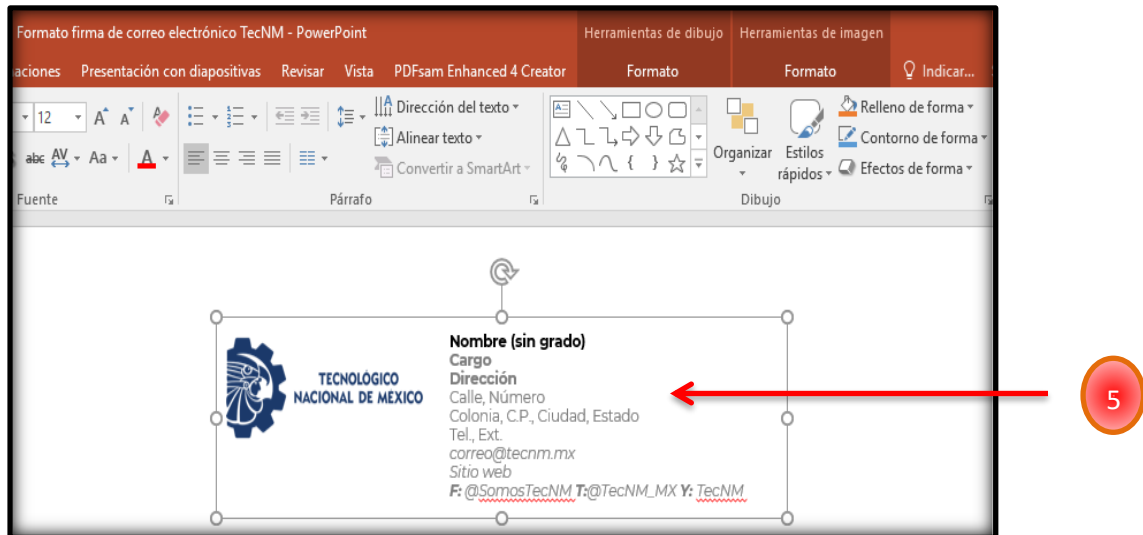 Formato firma de correo electrónico TecNM - PowerPoint
Herramientas de dibujo Herramientas de imagen
aciones Presentación con diapositivas Revisar Vista PDFsam Enhanced 4 Creator Formato Formato Indicar...
12 A A
Dirección del texto
Alinear texto
Convertir a SmartArt
abc AV Aa A
Organizar
Estilos rápidos
Relleno de forma
Contorno de forma
Efectos de forma
Fuente Párrafo Dibujo
TECNOLÓGICO
NACIONAL DE MÉXICO
Nombre (sin grado)
Cargo
Dirección
Calle, Número
Colonia, C.P., Ciudad, Estado
Tel., Ext.
correo@tecnm.mx
Sitio web
F: @SomosTecNM T:@TecNM_MX Y: TecNM
5